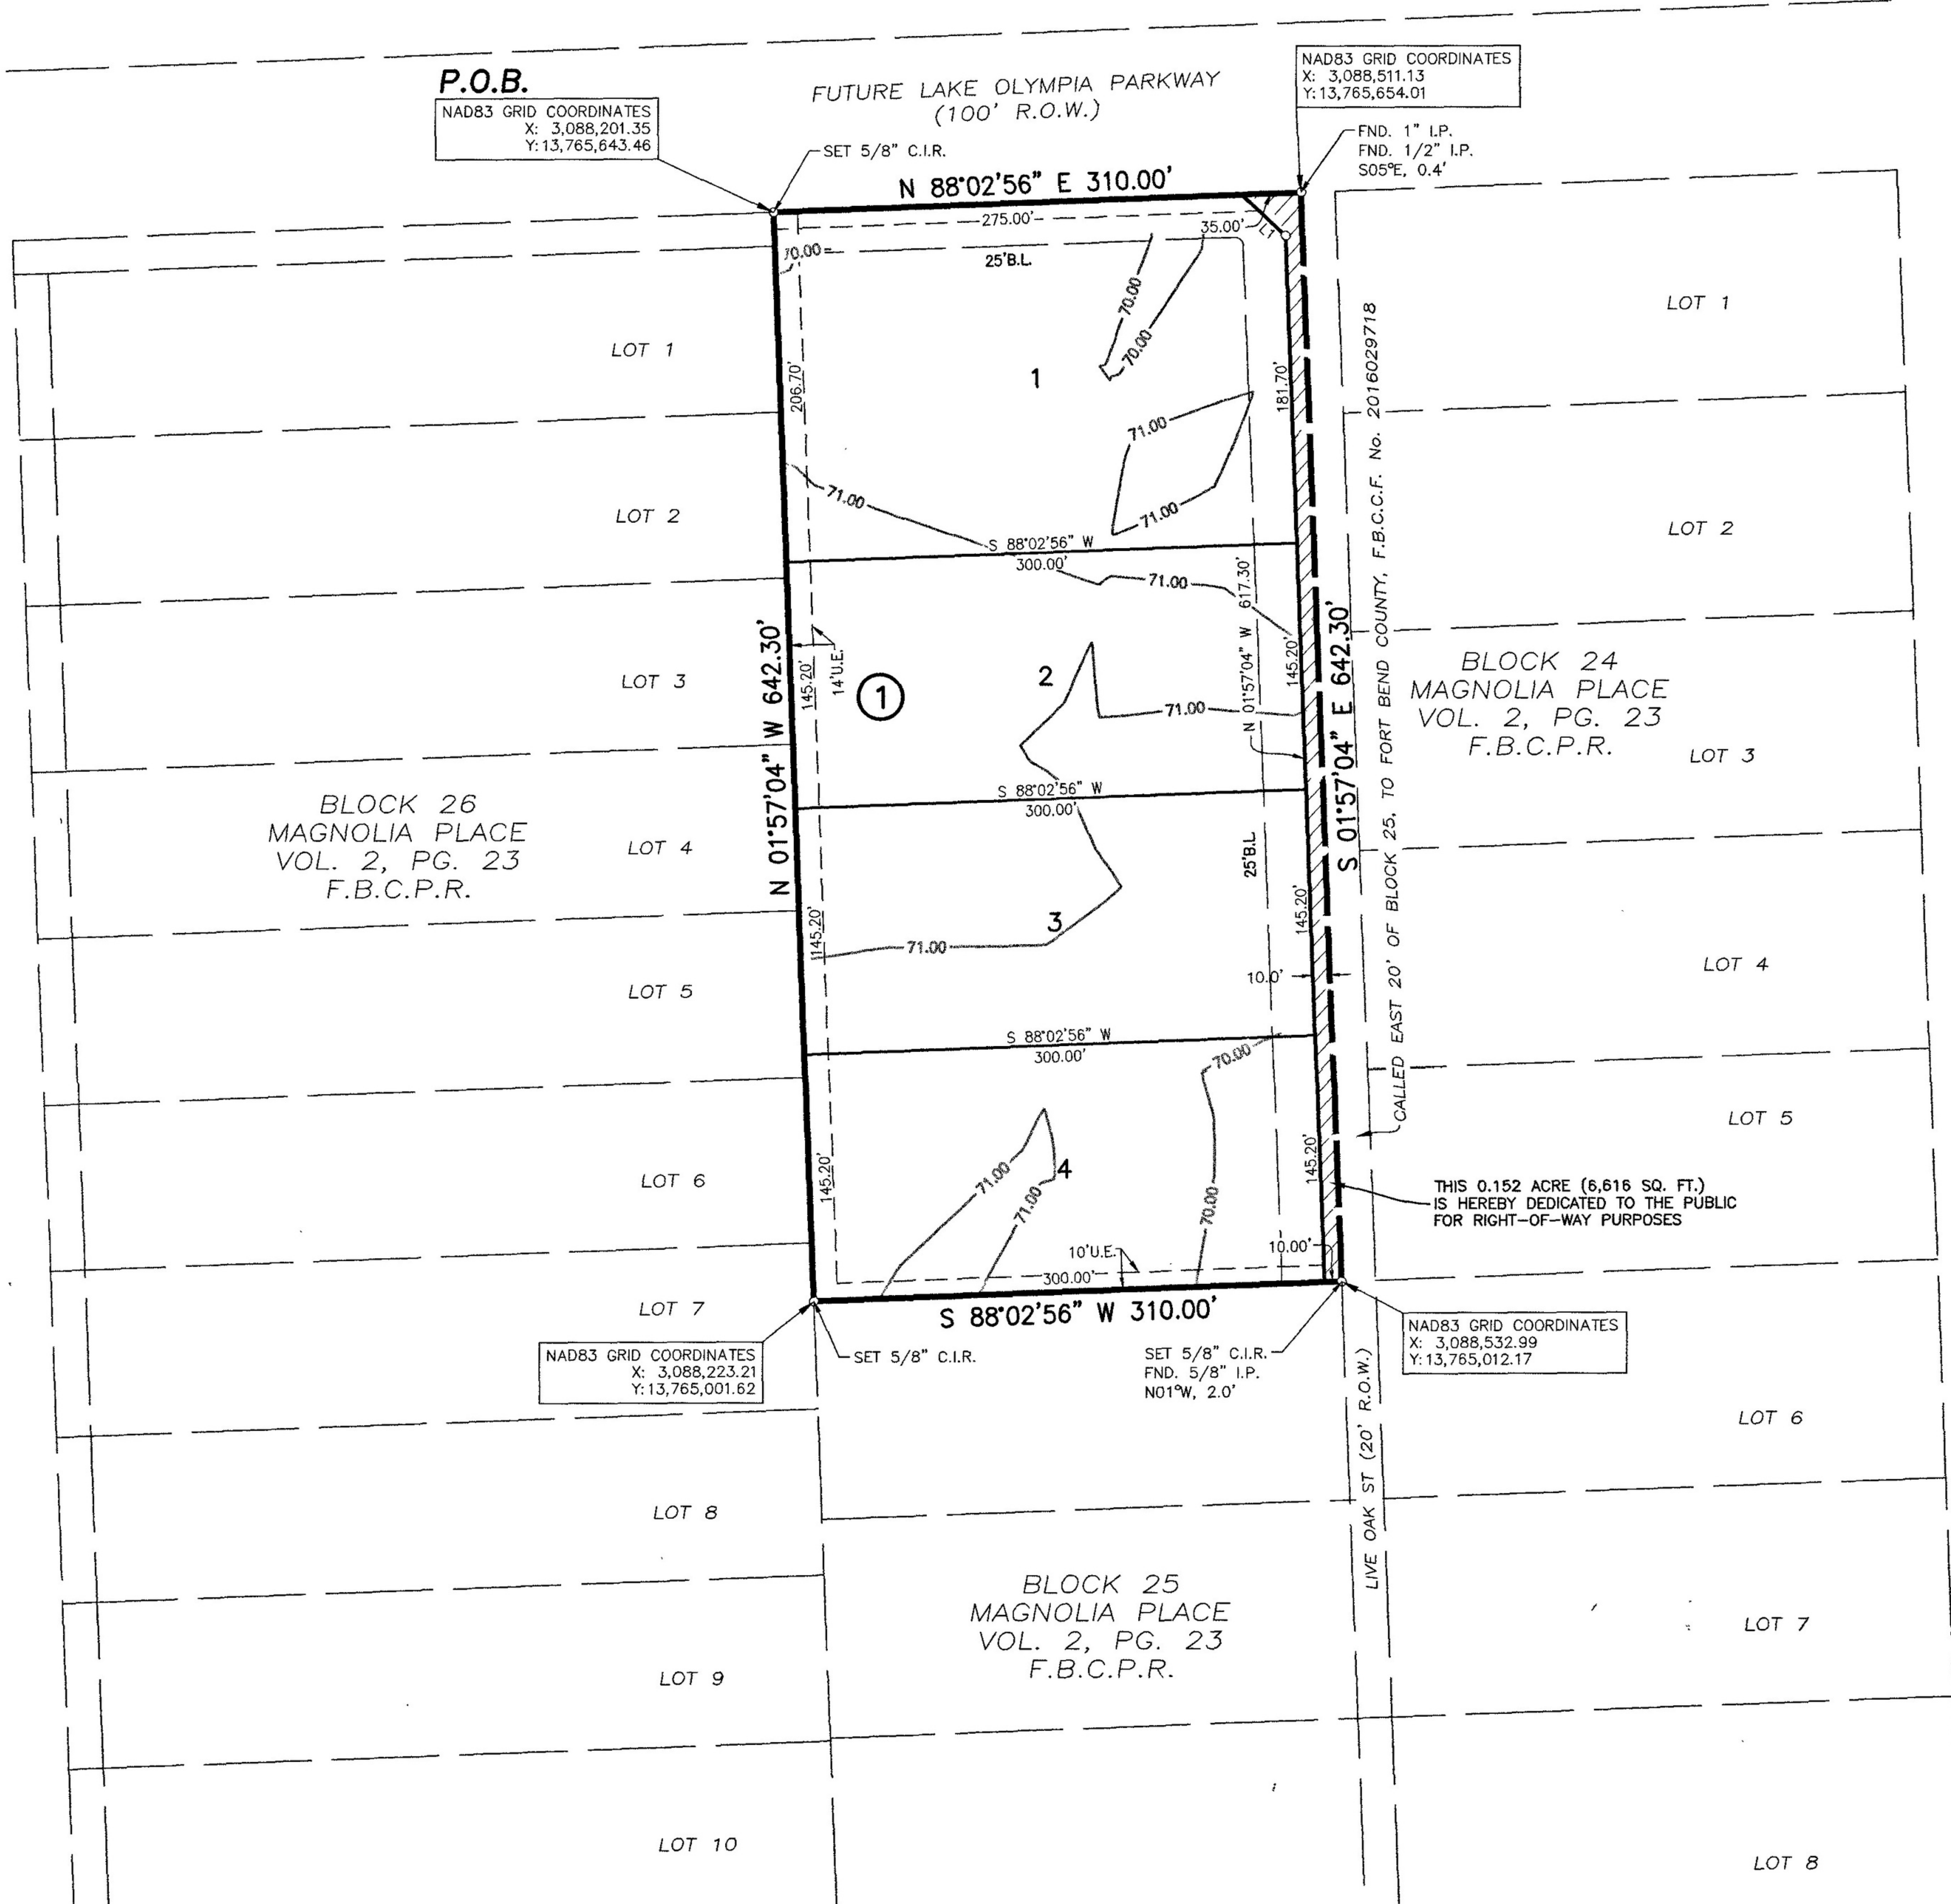 P.O.B.
NAD83 GRID COORDINATES
X: 3,088,201.35
Y: 13,765,643.46
FUTURE LAKE OLYMPIA PARKWAY
(100' R.O.W.)
NAD83 GRID COORDINATES
X: 3,088,511.13
Y: 13,765,654.01
SET 5/8" C.I.R.
FND. 1" I.P.
FND. 1/2" I.P.
S05°E, 0.4'
N 88°02'56" E 310.00'
275.00'
35.00'
L1
70.00
25'B.L.
70.00
70.00
1
206.70'
181.70'
71.00
71.00
71.00
S 88°02'56" W
300.00'
71.00
617.30'
N 01°57'04" W
2
14'U.E.
145.20'
145.20'
1
71.00
N 01°57'04" W 642.30'
S 01°57'04" E 642.30'
S 88°02'56" W
300.00'
25'B.L.
3
145.20'
145.20'
71.00
10.0'
S 88°02'56" W
300.00'
70.00
4
71.00
71.00
70.00
145.20'
145.20'
10'U.E.
10.00'
300.00'
S 88°02'56" W 310.00'
NAD83 GRID COORDINATES
X: 3,088,223.21
Y: 13,765,001.62
SET 5/8" C.I.R.
SET 5/8" C.I.R.
FND. 5/8" I.P.
N01°W, 2.0'
NAD83 GRID COORDINATES
X: 3,088,532.99
Y: 13,765,012.17
THIS 0.152 ACRE (6,616 SQ. FT.)
IS HEREBY DEDICATED TO THE PUBLIC
FOR RIGHT-OF-WAY PURPOSES
CALLED EAST 20' OF BLOCK 25, TO FORT BEND COUNTY, F.B.C.C.F. No. 2016029718
LIVE OAK ST (20' R.O.W.)
LOT 1
LOT 2
LOT 3
BLOCK 26
MAGNOLIA PLACE
VOL. 2, PG. 23
F.B.C.P.R.
LOT 4
LOT 5
LOT 6
LOT 7
LOT 8
LOT 9
LOT 10
BLOCK 25
MAGNOLIA PLACE
VOL. 2, PG. 23
F.B.C.P.R.
LOT 1
LOT 2
BLOCK 24
MAGNOLIA PLACE
VOL. 2, PG. 23
F.B.C.P.R.
LOT 3
LOT 4
LOT 5
LOT 6
LOT 7
LOT 8